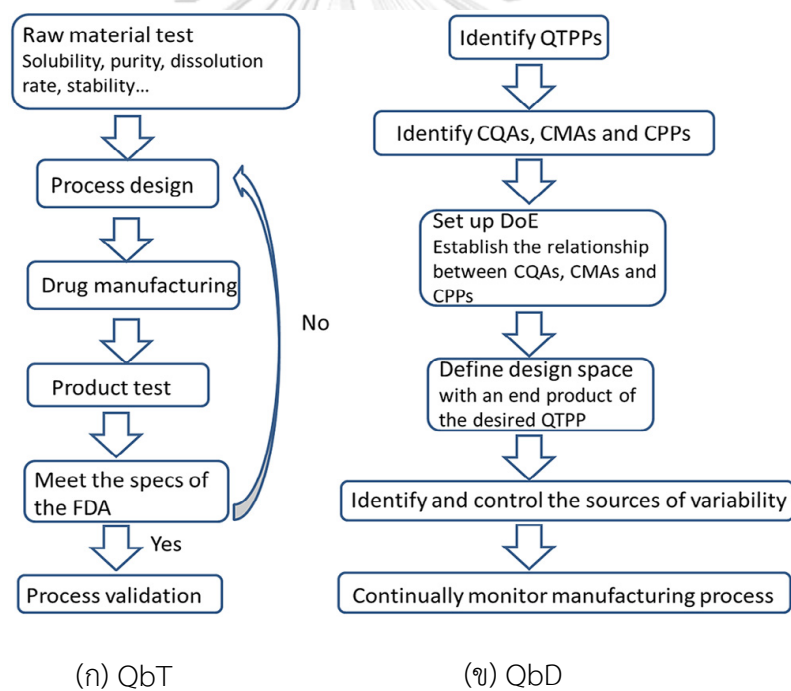 Raw material test
Solubility, purity, dissolution
rate, stability...
Process design
Drug manufacturing
Product test
Meet the specs of
the FDA
No
Yes
Process validation
(ก) QbT
Identify QTPPs
Identify CQAs, CMAs and CPPs
Set up DoE
Establish the relationship
between CQAs, CMAs and
CPPs
Define design space
with an end product of
the desired QTPP
Identify and control the sources of variability
Continually monitor manufacturing process
(ข) QbD